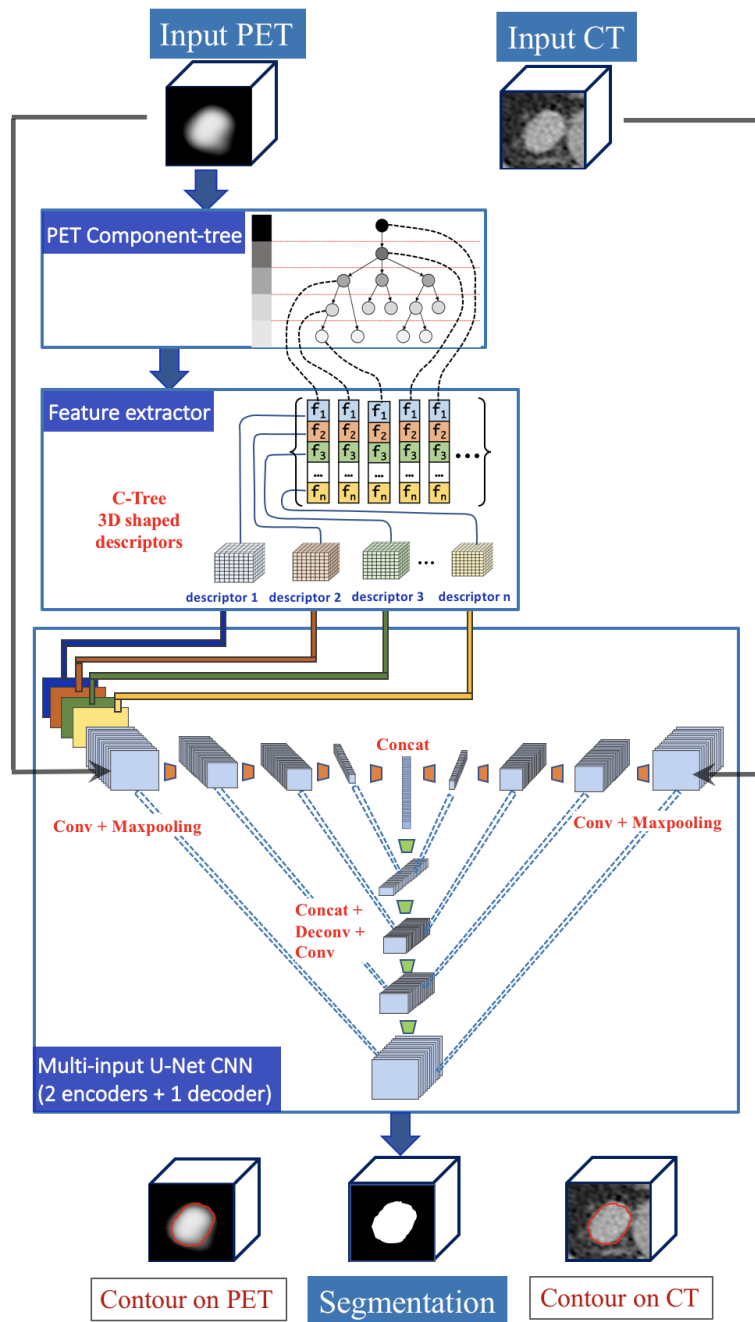 Input PET
Input CT
PET Component-tree
Feature extractor
f1 f1 f1 f1 f1
f2 f2 f2 f2 f2
f3 f3 f3 f3 f3
... ... ... ... ...
fn fn fn fn fn
...
C-Tree
3D shaped
descriptors
...
descriptor 1 descriptor 2 descriptor 3 descriptor n
Concat
Conv + Maxpooling
Conv + Maxpooling
Concat +
Deconv +
Conv
Multi-input U-Net CNN
(2 encoders + 1 decoder)
Contour on PET
Segmentation
Contour on CT